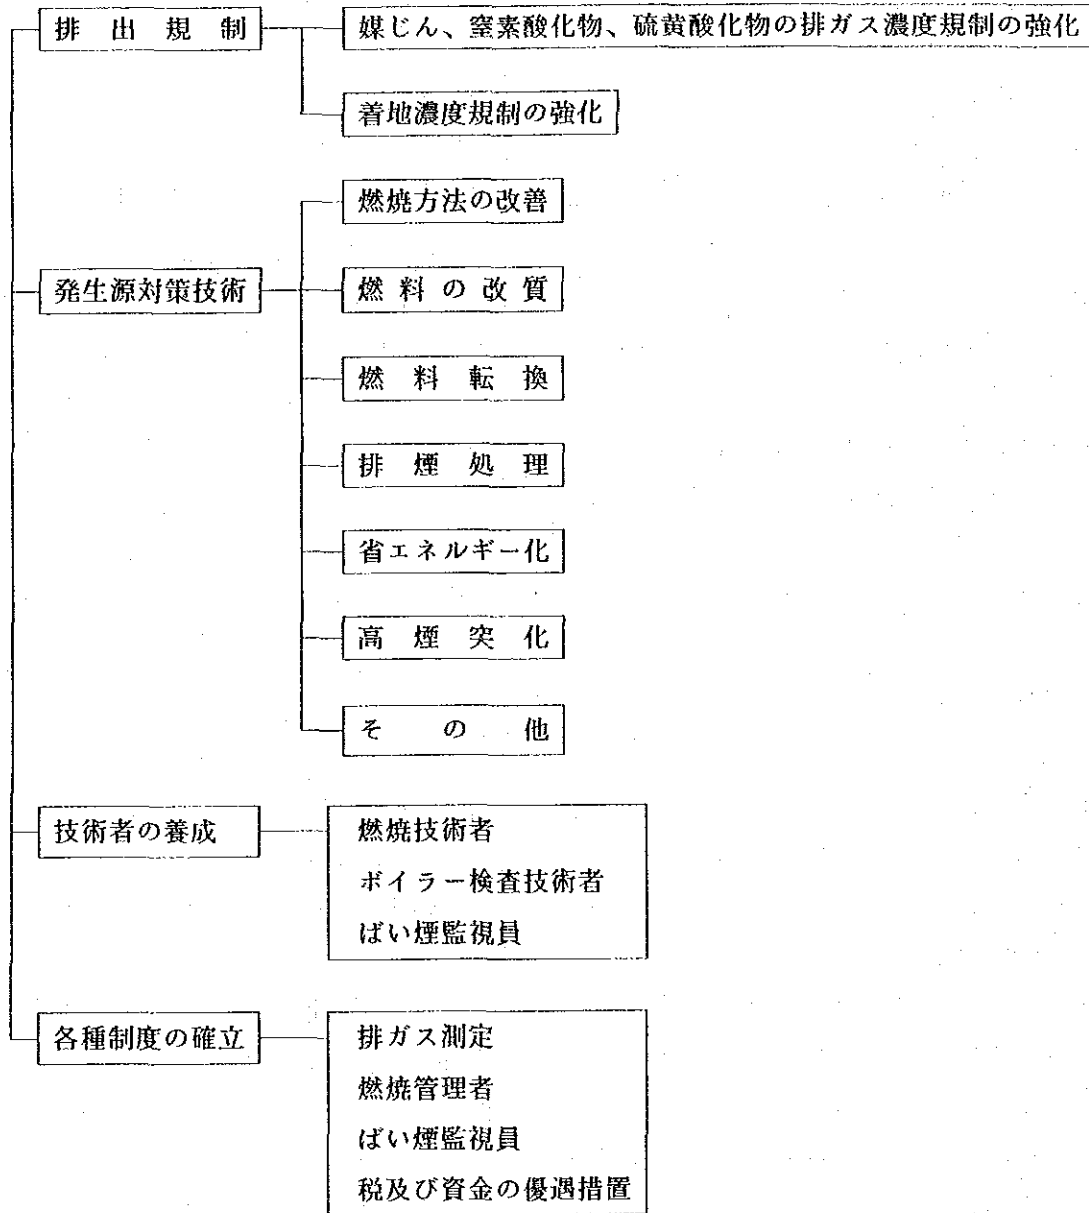 排出規制
媒じん、窒素酸化物、硫黄酸化物の排ガス濃度規制の強化
着地濃度規制の強化
燃焼方法の改善
発生源対策技術
燃料の改質
燃料転換
排煙処理
省エネルギー化
高煙突化
その他
技術者の養成
燃焼技術者
ボイラー検査技術者
ばい煙監視員
各種制度の確立
排ガス測定
燃焼管理者
ばい煙監視員
税及び資金の優遇措置